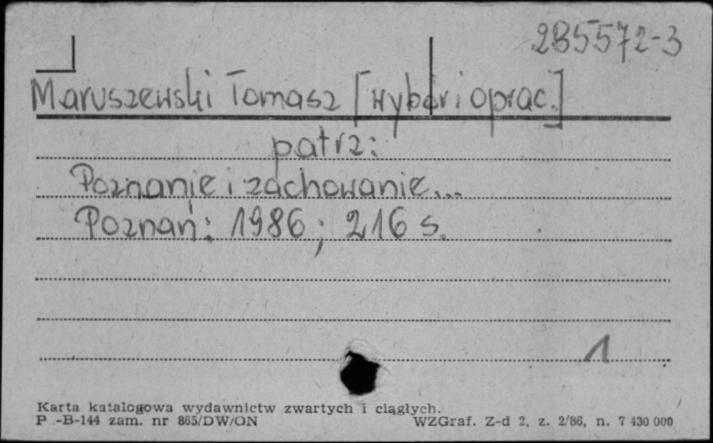 285572-3
Maruszewski Tomasz [wybór i oprac.]
patrz:
Poznanie i zachowanie...
Poznań: 1986; 216 s.
1
Karta katalogowa wydawnictw zwartych i ciągłych.
P -B-144 zam. nr 865/DW/ON WZGraf. Z-d 2, z. 2/86, n. 7 430 000